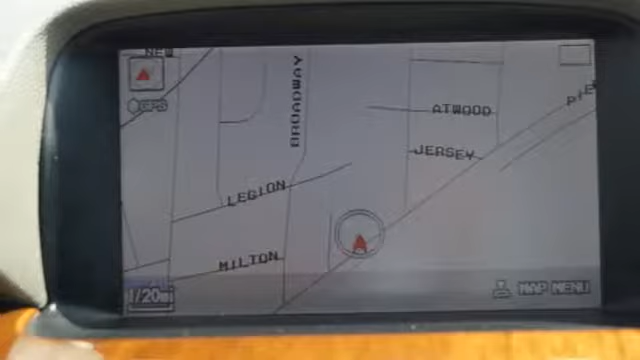 NEW
GPS
BROADWAY
ATWOOD
JERSEY
LEGION
MILTON
1/20mi
MAP MENU